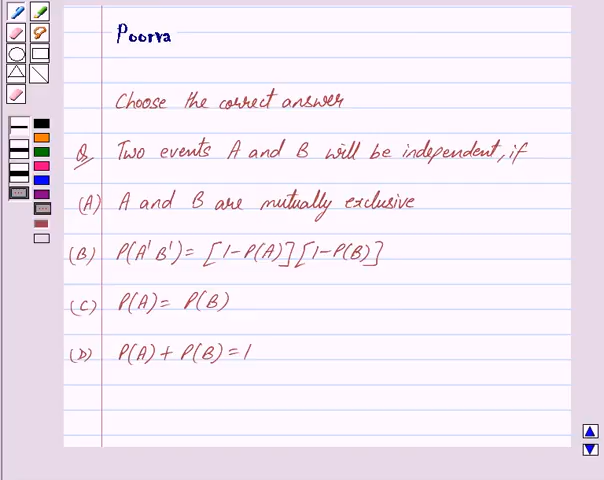 Poorva
Choose the correct answer
Q Two events A and B will be independent, if
(A) A and B are mutually exclusive
(B) P(A'B') = [1-P(A)][1-P(B)]
(C) P(A) = P(B)
(D) P(A) + P(B) = 1